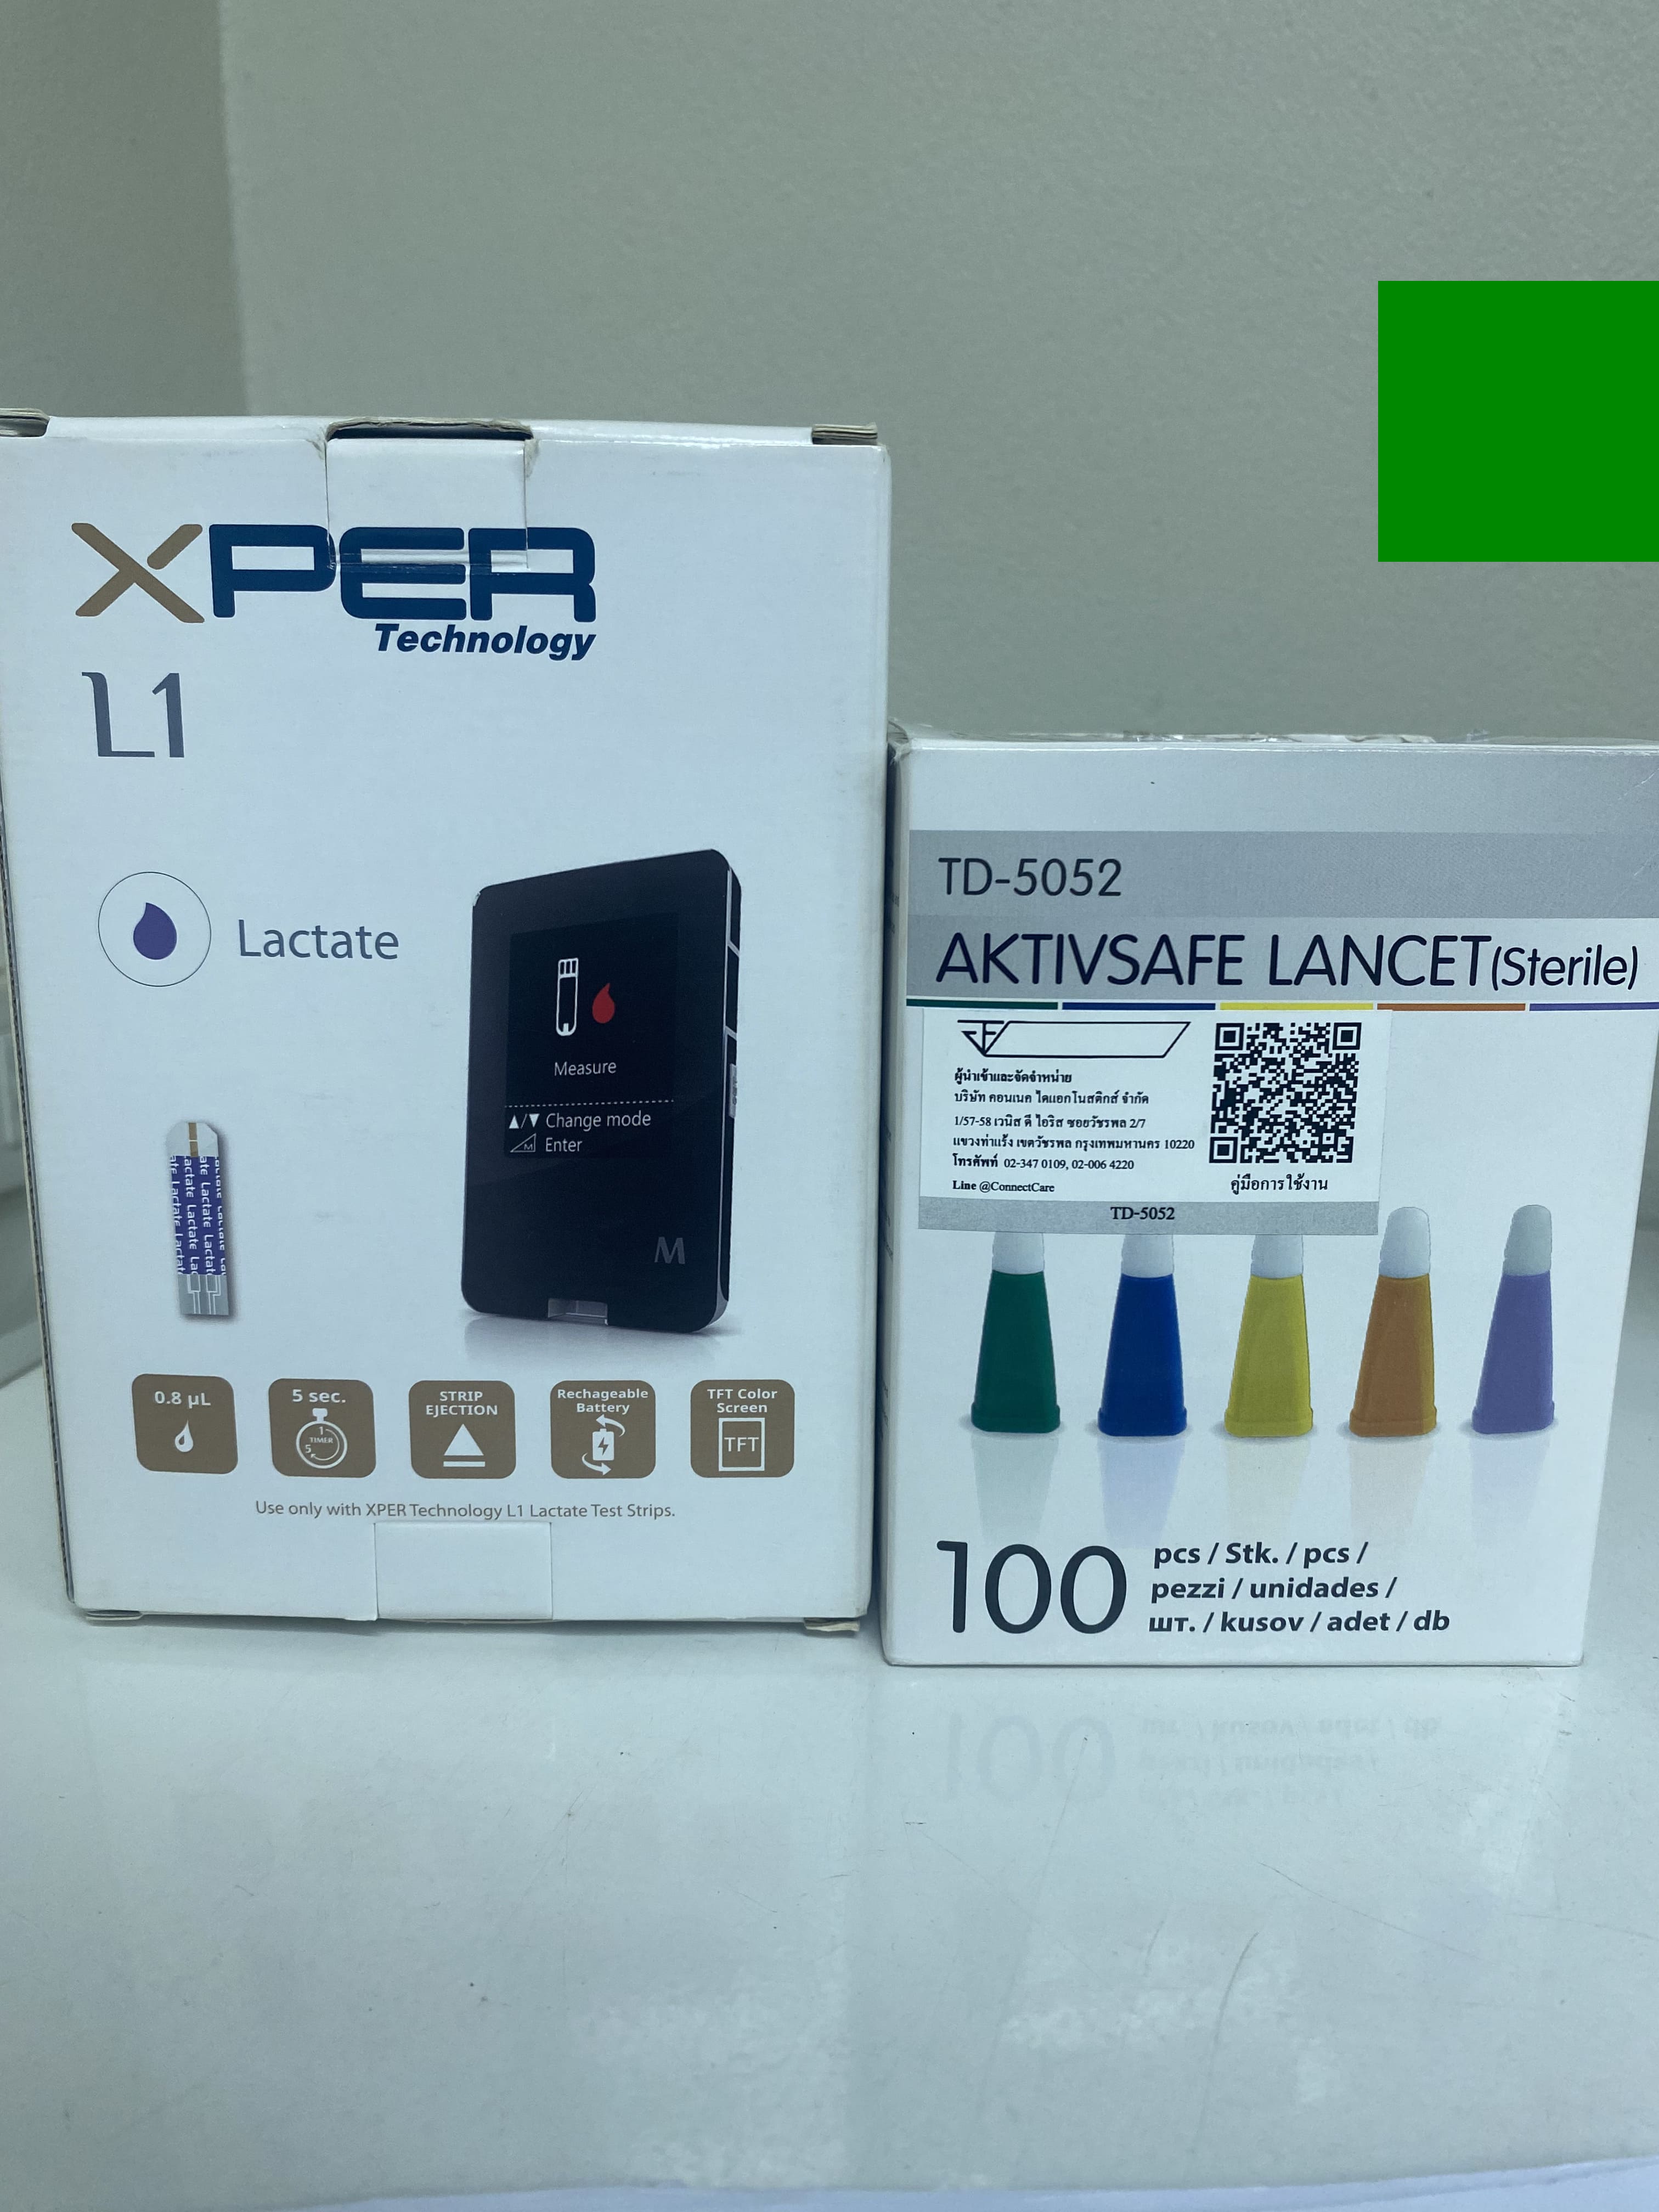 XPER
Technology
L1
Lactate
Measure
▲/▼ Change mode
M Enter
M
0.8 µL
5 sec.
1
TIMER
5
STRIP
EJECTION
Rechageable
Battery
TFT Color
Screen
TFT
Use only with XPER Technology L1 Lactate Test Strips.
TD-5052
AKTIVSAFE LANCET(Sterile)
ผู้นำเข้าและจัดจำหน่าย
บริษัท คอนเนค ไดแอกโนสติกส์ จำกัด
1/57-58 เวนิส ดี ไอริส ซอยวัชรพล 2/7
แขวงท่าแร้ง เขตวัชรพล กรุงเทพมหานคร 10220
โทรศัพท์ 02-347 0109, 02-006 4220
Line @ConnectCare
คู่มือการใช้งาน
TD-5052
100
pcs / Stk. / pcs /
pezzi / unidades /
шт. / kusov / adet / db